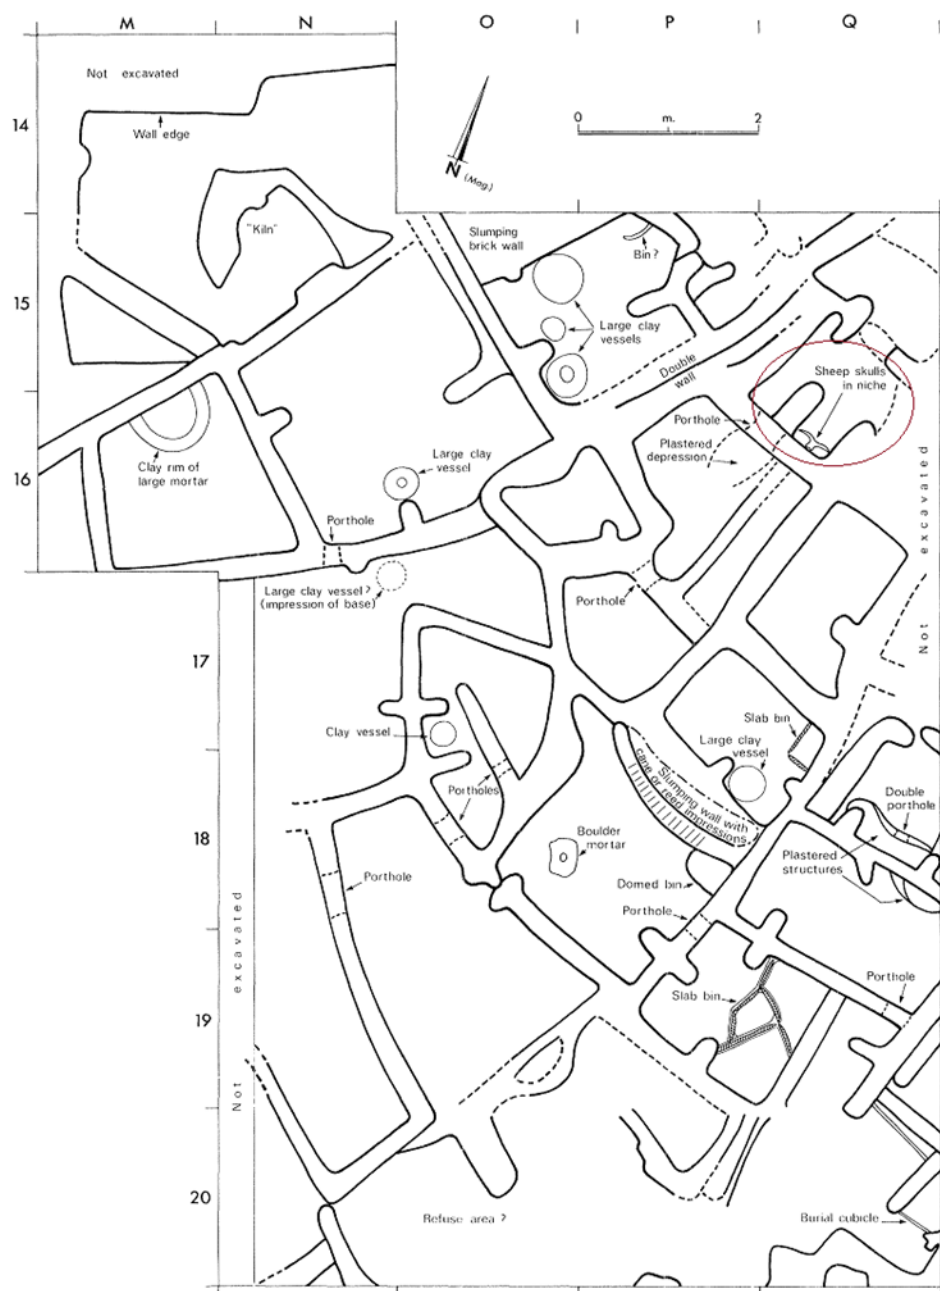 M N O P Q
Not excavated
14
Wall edge
0 m. 2
N (Mag.)
"Kiln"
Slumping
brick wall
Bin ?
15
Large clay
vessels
Double
wall
Sheep skulls
in niche
Porthole
Plastered
depression
Clay rim of
large mortar
Large clay
vessel
16
Porthole
Not excavated
Large clay vessel ?
(impression of base)
Porthole
17
Clay vessel
Slab bin
Large clay
vessel
Portholes
Slumping wall with
cane or reed impressions
Double
porthole
18
Boulder
mortar
Plastered
structures
Porthole
Domed bin
Porthole
Not excavated
Porthole
Slab bin
19
20
Refuse area ?
Burial cubicle